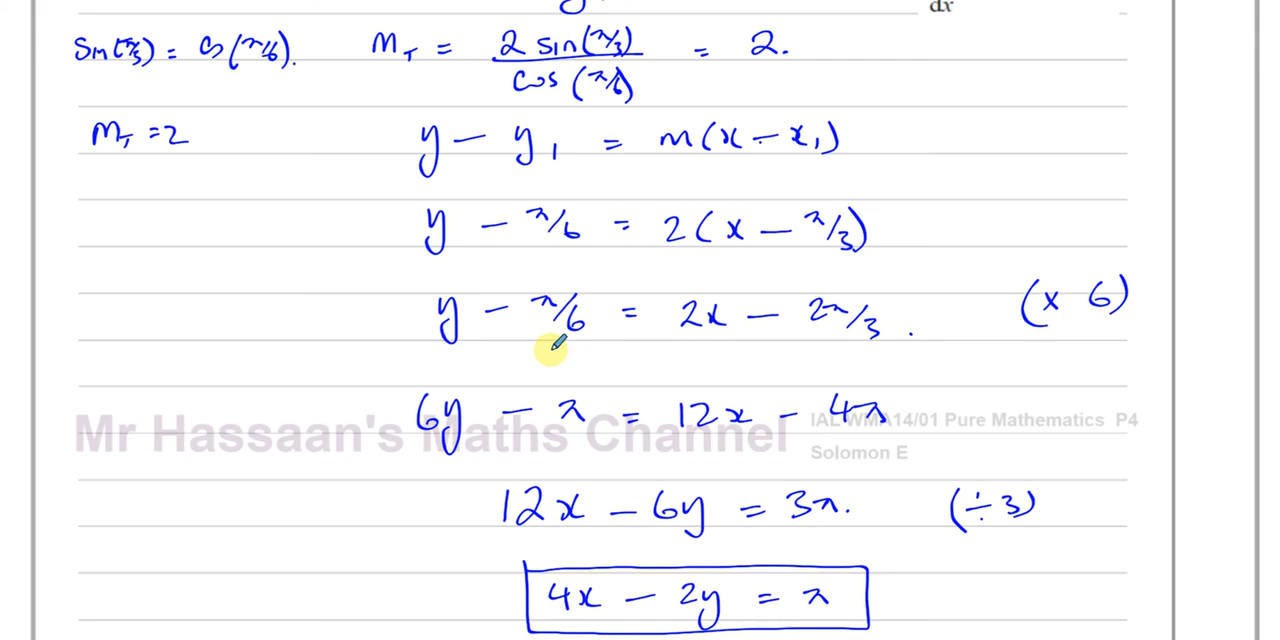 dx
Sin(π/3) = Cos(π/6). M_T = 2 sin(π/3) / cos(π/6) = 2.
M_T = 2 y - y_1 = m(x - x_1)
y - π/6 = 2(x - π/3)
y - π/6 = 2x - 2π/3. (x 6)
6y - π = 12x - 4π
Mr Hassaan's Maths Channel IAL WMA14/01 Pure Mathematics P4
Solomon E
12x - 6y = 3π. (÷3)
4x - 2y = π